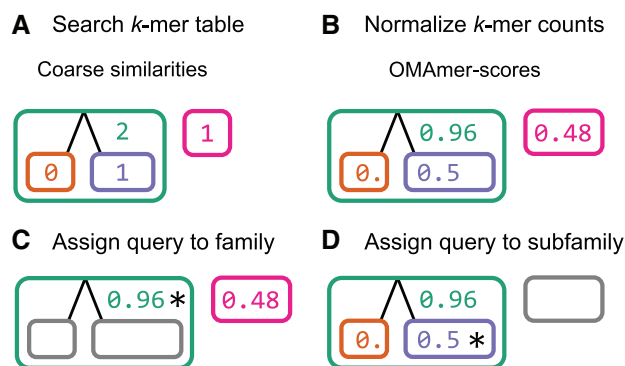 A Search k-mer table
Coarse similarities
2
1
0
1
B Normalize k-mer counts
OMAmer-scores
0.96
0.48
0.
0.5
C Assign query to family
0.96 *
0.48
D Assign query to subfamily
0.96
0.
0.5 *